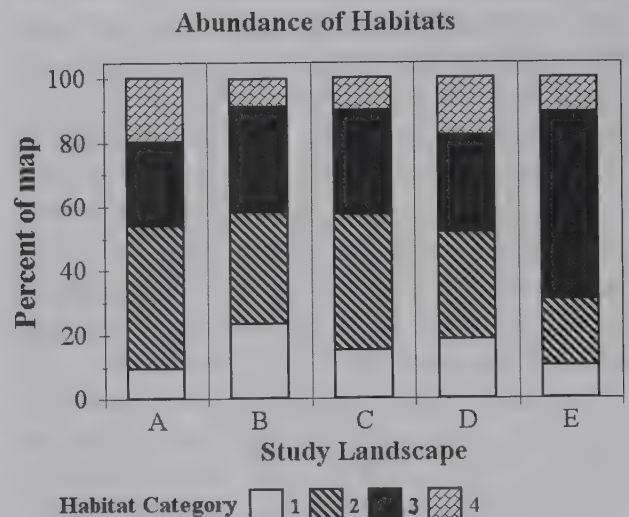 Abundance of Habitats
Percent of map
100
80
60
40
20
0
A B C D E
Study Landscape
Habitat Category 1 2 3 4